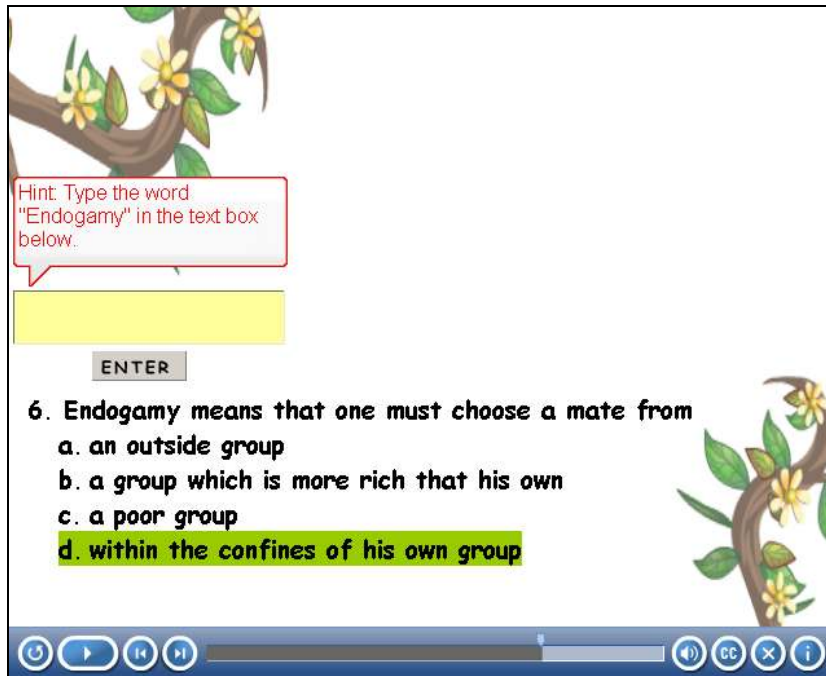 Hint: Type the word
"Endogamy" in the text box
below.
ENTER
6. Endogamy means that one must choose a mate from
a. an outside group
b. a group which is more rich that his own
c. a poor group
d. within the confines of his own group
CC
i